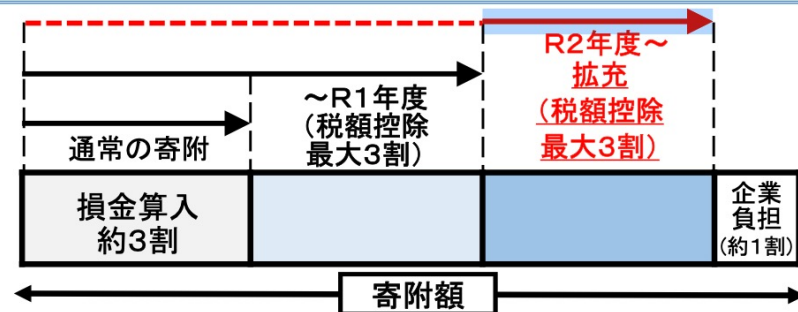 R2年度~
拡充
(税額控除
最大3割)
~R1年度
(税額控除
最大3割)
通常の寄附
損金算入
約3割
企業
負担
(約1割)
寄附額